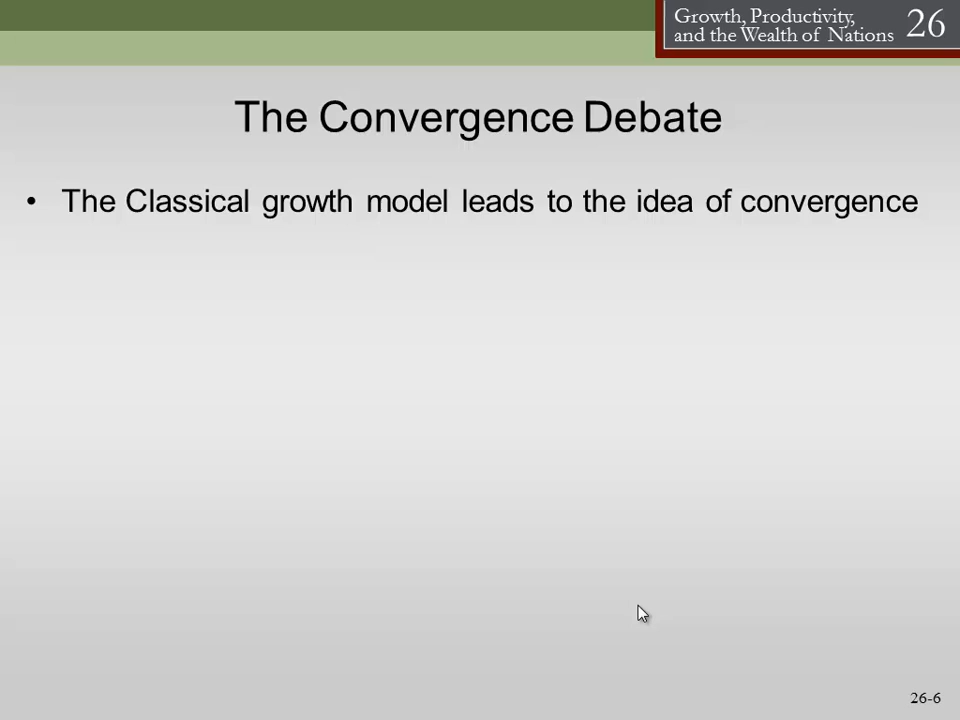 Growth, Productivity,
and the Wealth of Nations
26
The Convergence Debate
• The Classical growth model leads to the idea of convergence
26-6